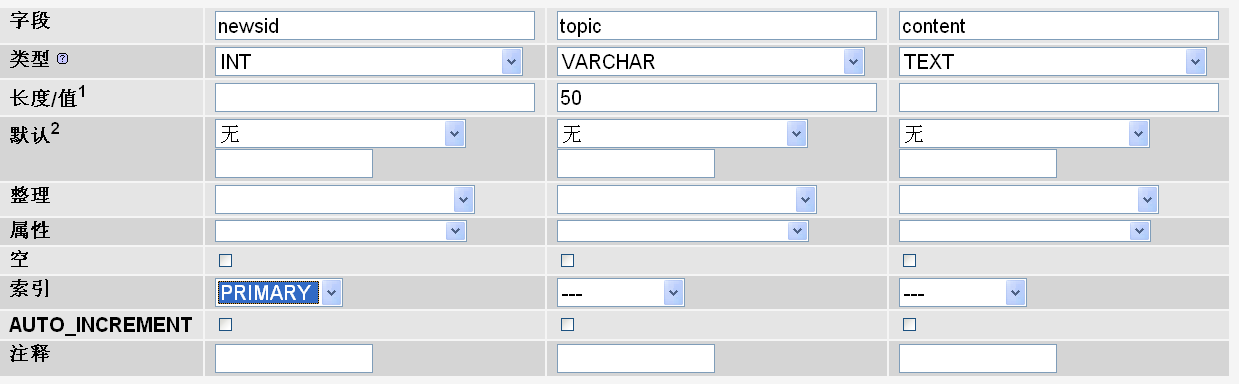 字段 newsid topic content
类型 INT VARCHAR TEXT
长度/值1 50
默认2 无 无 无
整理
属性
空
索引 PRIMARY --- ---
AUTO_INCREMENT
注释